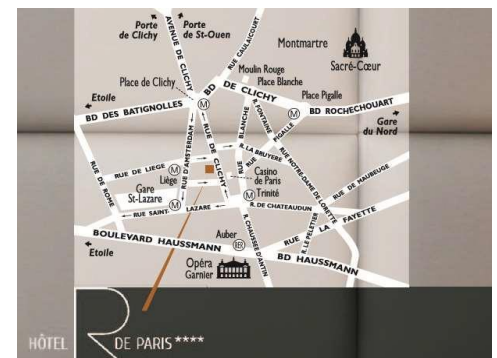 Porte
de Clichy
Porte
de St-Ouen
AVENUE DE CLICHY
RUE CAULAICOURT
Montmartre
Sacré-Cœur
Moulin Rouge
Place Blanche
Place de Clichy
BD DE CLICHY
Place Pigalle
Etoile
BD DES BATIGNOLLES
M
M
BD ROCHECHOUART
Gare
du Nord
RUE DE ROME
RUE D'AMSTERDAM
RUE DE CLICHY
RUE BLANCHE
R. FONTAINE
RUE PIGALLE
RUE NOTRE-DAME DE LORETTE
R. LA BRUYERE
RUE DE LIEGE
M
Liège
Casino
de Paris
Gare
St-Lazare
M
M
Trinité
RUE DE MAUBEUGE
RUE SAINT-LAZARE
R. DE CHATEAUDUN
RUE LA FAYETTE
R. LE PELETIER
R. CHAUSSEE D'ANTIN
BOULEVARD HAUSSMANN
Auber
BD HAUSSMANN
Etoile
Opéra
Garnier
HÔTEL R DE PARIS****